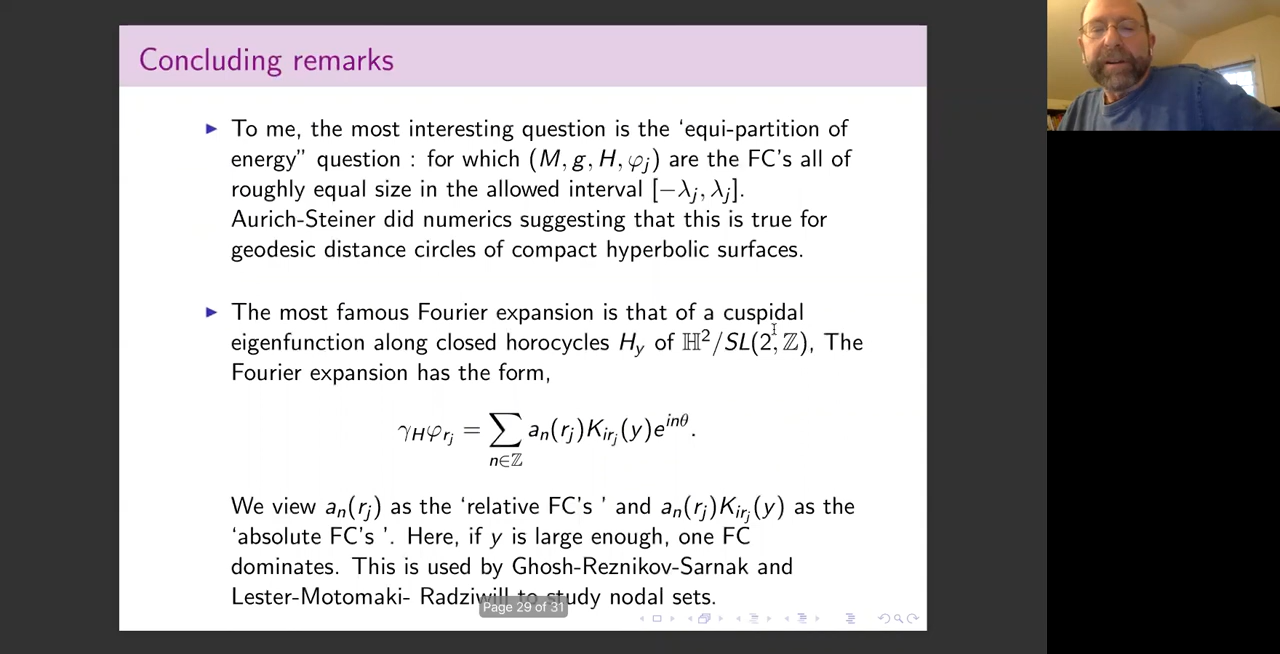 Concluding remarks
▶ To me, the most interesting question is the ‘equi-partition of
energy” question : for which (M, g, H, φ_j) are the FC's all of
roughly equal size in the allowed interval [−λ_j, λ_j].
Aurich-Steiner did numerics suggesting that this is true for
geodesic distance circles of compact hyperbolic surfaces.
▶ The most famous Fourier expansion is that of a cuspidal
eigenfunction along closed horocycles H_y of ℍ²/SL(2, ℤ), The
Fourier expansion has the form,
γ_H φ_{r_j} = ∑_{n∈ℤ} a_n(r_j)K_{ir_j}(y)e^{inθ}.
We view a_n(r_j) as the ‘relative FC's ’ and a_n(r_j)K_{ir_j}(y) as the
‘absolute FC's ’. Here, if y is large enough, one FC
dominates. This is used by Ghosh-Reznikov-Sarnak and
Lester-Motomaki- Radziwill to study nodal sets.
Page 29 of 31